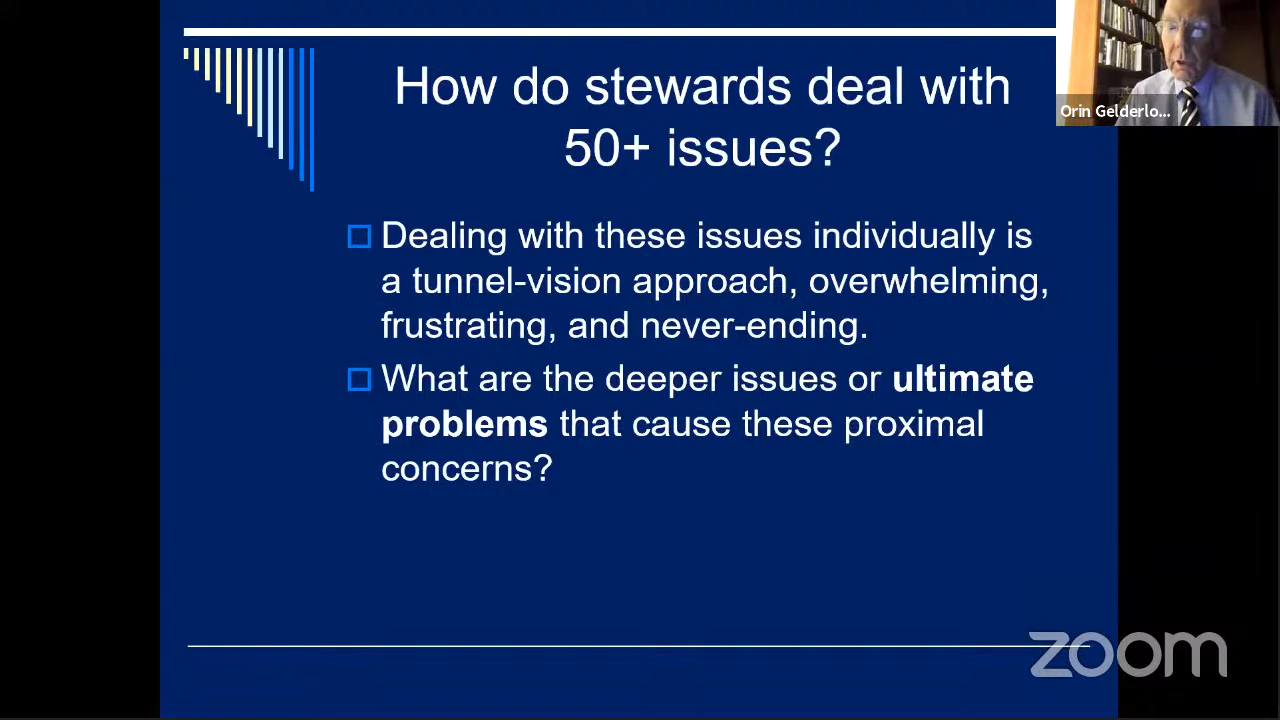 How do stewards deal with
50+ issues?
Dealing with these issues individually is
a tunnel-vision approach, overwhelming,
frustrating, and never-ending.
What are the deeper issues or ultimate
problems that cause these proximal
concerns?
Orin Gelderlo...
zoom